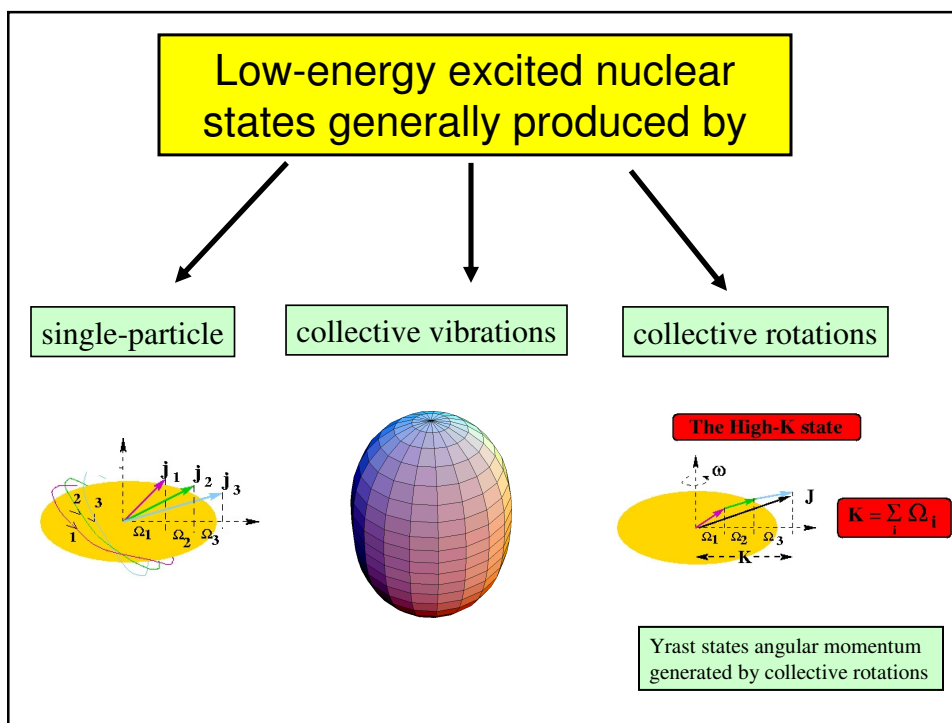 Low-energy excited nuclear
states generally produced by
single-particle
collective vibrations
collective rotations
j1 j2 j3
2 3
1
Ω1 Ω2 Ω3
The High-K state
ω
J
Ω1 Ω2 Ω3
K
K = Σi Ωi
Yrast states angular momentum
generated by collective rotations